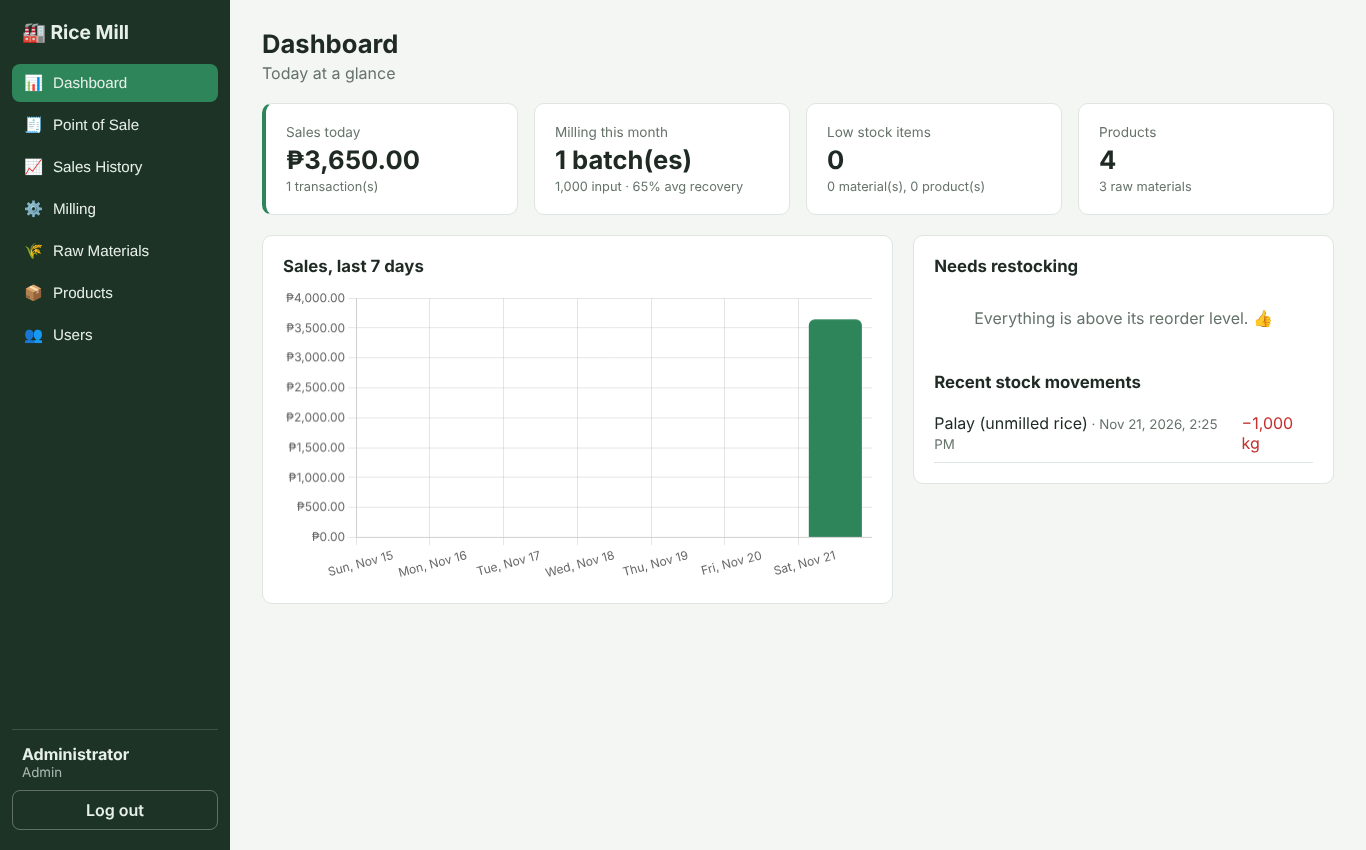 Rice Mill
Dashboard
Point of Sale
Sales History
Milling
Raw Materials
Products
Users
Administrator
Admin
Log out
Dashboard
Today at a glance
Sales today
₱3,650.00
1 transaction(s)
Milling this month
1 batch(es)
1,000 input · 65% avg recovery
Low stock items
0
0 material(s), 0 product(s)
Products
4
3 raw materials
Sales, last 7 days
₱4,000.00
₱3,500.00
₱3,000.00
₱2,500.00
₱2,000.00
₱1,500.00
₱1,000.00
₱500.00
₱0.00
Sun, Nov 15
Mon, Nov 16
Tue, Nov 17
Wed, Nov 18
Thu, Nov 19
Fri, Nov 20
Sat, Nov 21
Needs restocking
Everything is above its reorder level. 👍
Recent stock movements
Palay (unmilled rice) · Nov 21, 2026, 2:25
PM
−1,000
kg